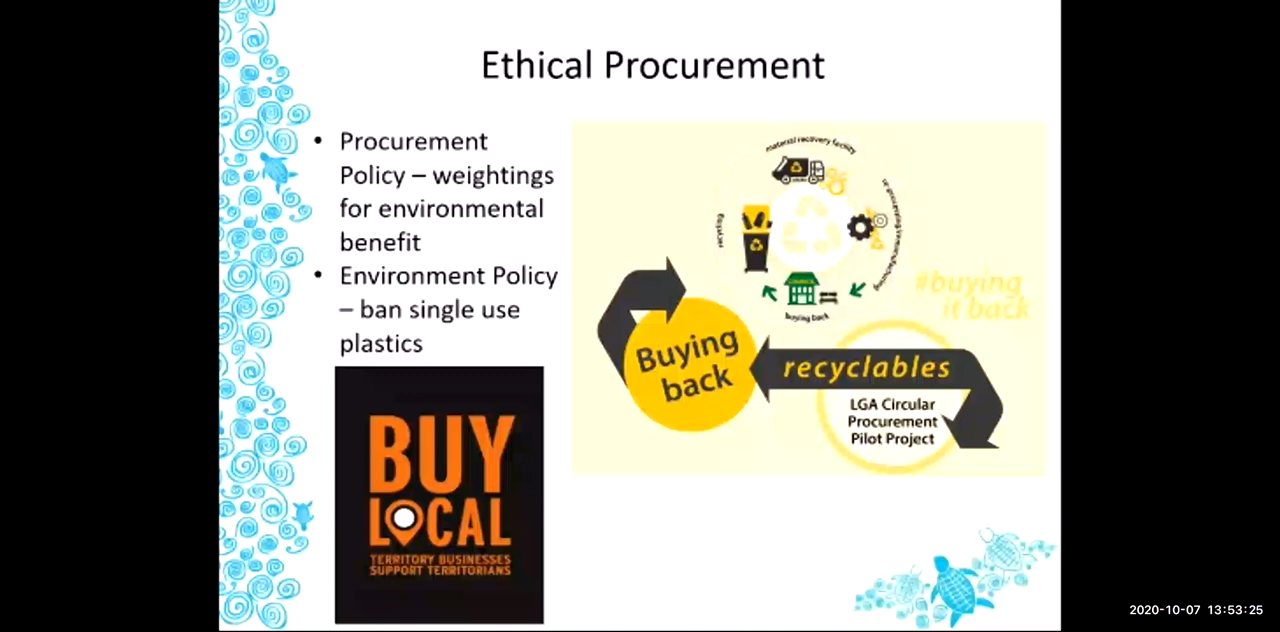 Ethical Procurement
• Procurement
Policy – weightings
for environmental
benefit
• Environment Policy
– ban single use
plastics
BUY
LOCAL
TERRITORY BUSINESSES
SUPPORT TERRITORIANS
material recovery facility
recycling
buying back
#buying
it back
Buying
back
recyclables
LGA Circular
Procurement
Pilot Project
2020-10-07 13:53:25